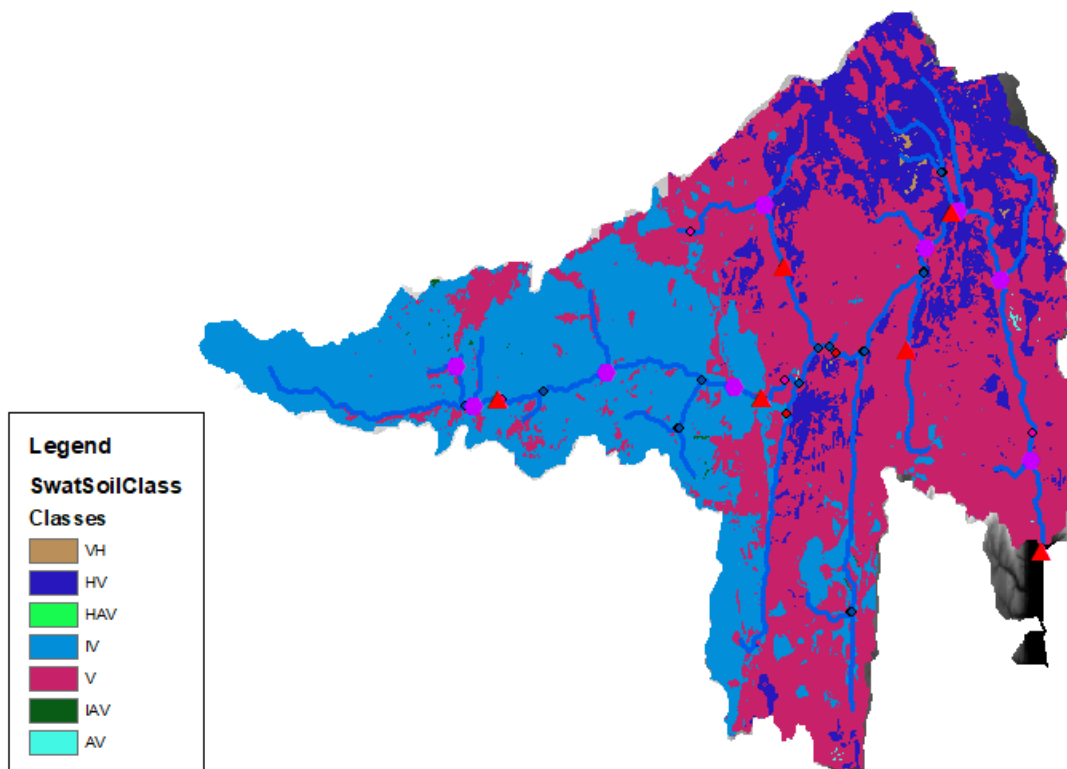 Legend
SwatSoilClass
Classes
VH
HV
HAV
IV
V
IAV
AV